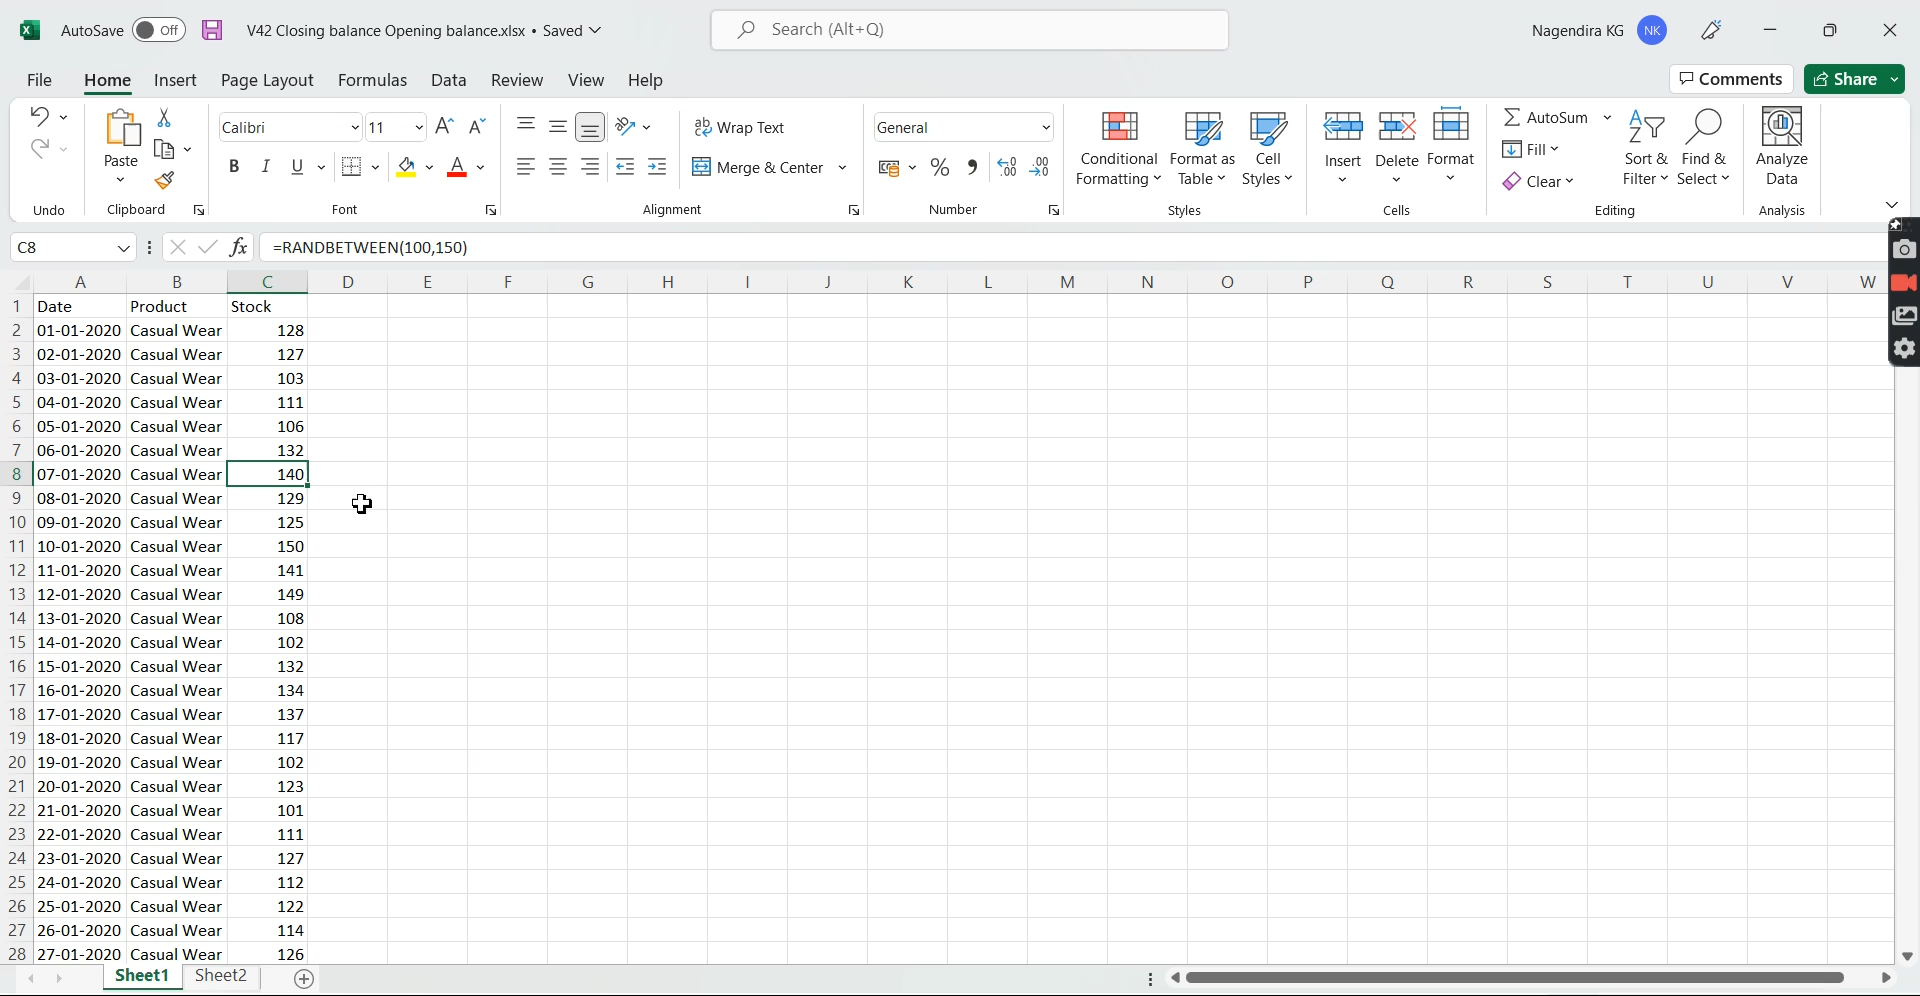 AutoSave Off V42 Closing balance Opening balance.xlsx • Saved Search (Alt+Q) Nagendira KG NK
File Home Insert Page Layout Formulas Data Review View Help Comments Share
Calibri 11 Wrap Text General AutoSum
Paste Conditional Format as Cell Insert Delete Format Fill Sort & Find & Analyze
B I U A Merge & Center % Formatting Table Styles Clear Filter Select Data
Undo Clipboard Font Alignment Number Styles Cells Editing Analysis
C8 fx =RANDBETWEEN(100,150)
A B C D E F G H I J K L M N O P Q R S T U V W
1 Date Product Stock
2 01-01-2020 Casual Wear 128
3 02-01-2020 Casual Wear 127
4 03-01-2020 Casual Wear 103
5 04-01-2020 Casual Wear 111
6 05-01-2020 Casual Wear 106
7 06-01-2020 Casual Wear 132
8 07-01-2020 Casual Wear 140
9 08-01-2020 Casual Wear 129
10 09-01-2020 Casual Wear 125
11 10-01-2020 Casual Wear 150
12 11-01-2020 Casual Wear 141
13 12-01-2020 Casual Wear 149
14 13-01-2020 Casual Wear 108
15 14-01-2020 Casual Wear 102
16 15-01-2020 Casual Wear 132
17 16-01-2020 Casual Wear 134
18 17-01-2020 Casual Wear 137
19 18-01-2020 Casual Wear 117
20 19-01-2020 Casual Wear 102
21 20-01-2020 Casual Wear 123
22 21-01-2020 Casual Wear 101
23 22-01-2020 Casual Wear 111
24 23-01-2020 Casual Wear 127
25 24-01-2020 Casual Wear 112
26 25-01-2020 Casual Wear 122
27 26-01-2020 Casual Wear 114
28 27-01-2020 Casual Wear 126
Sheet1 Sheet2